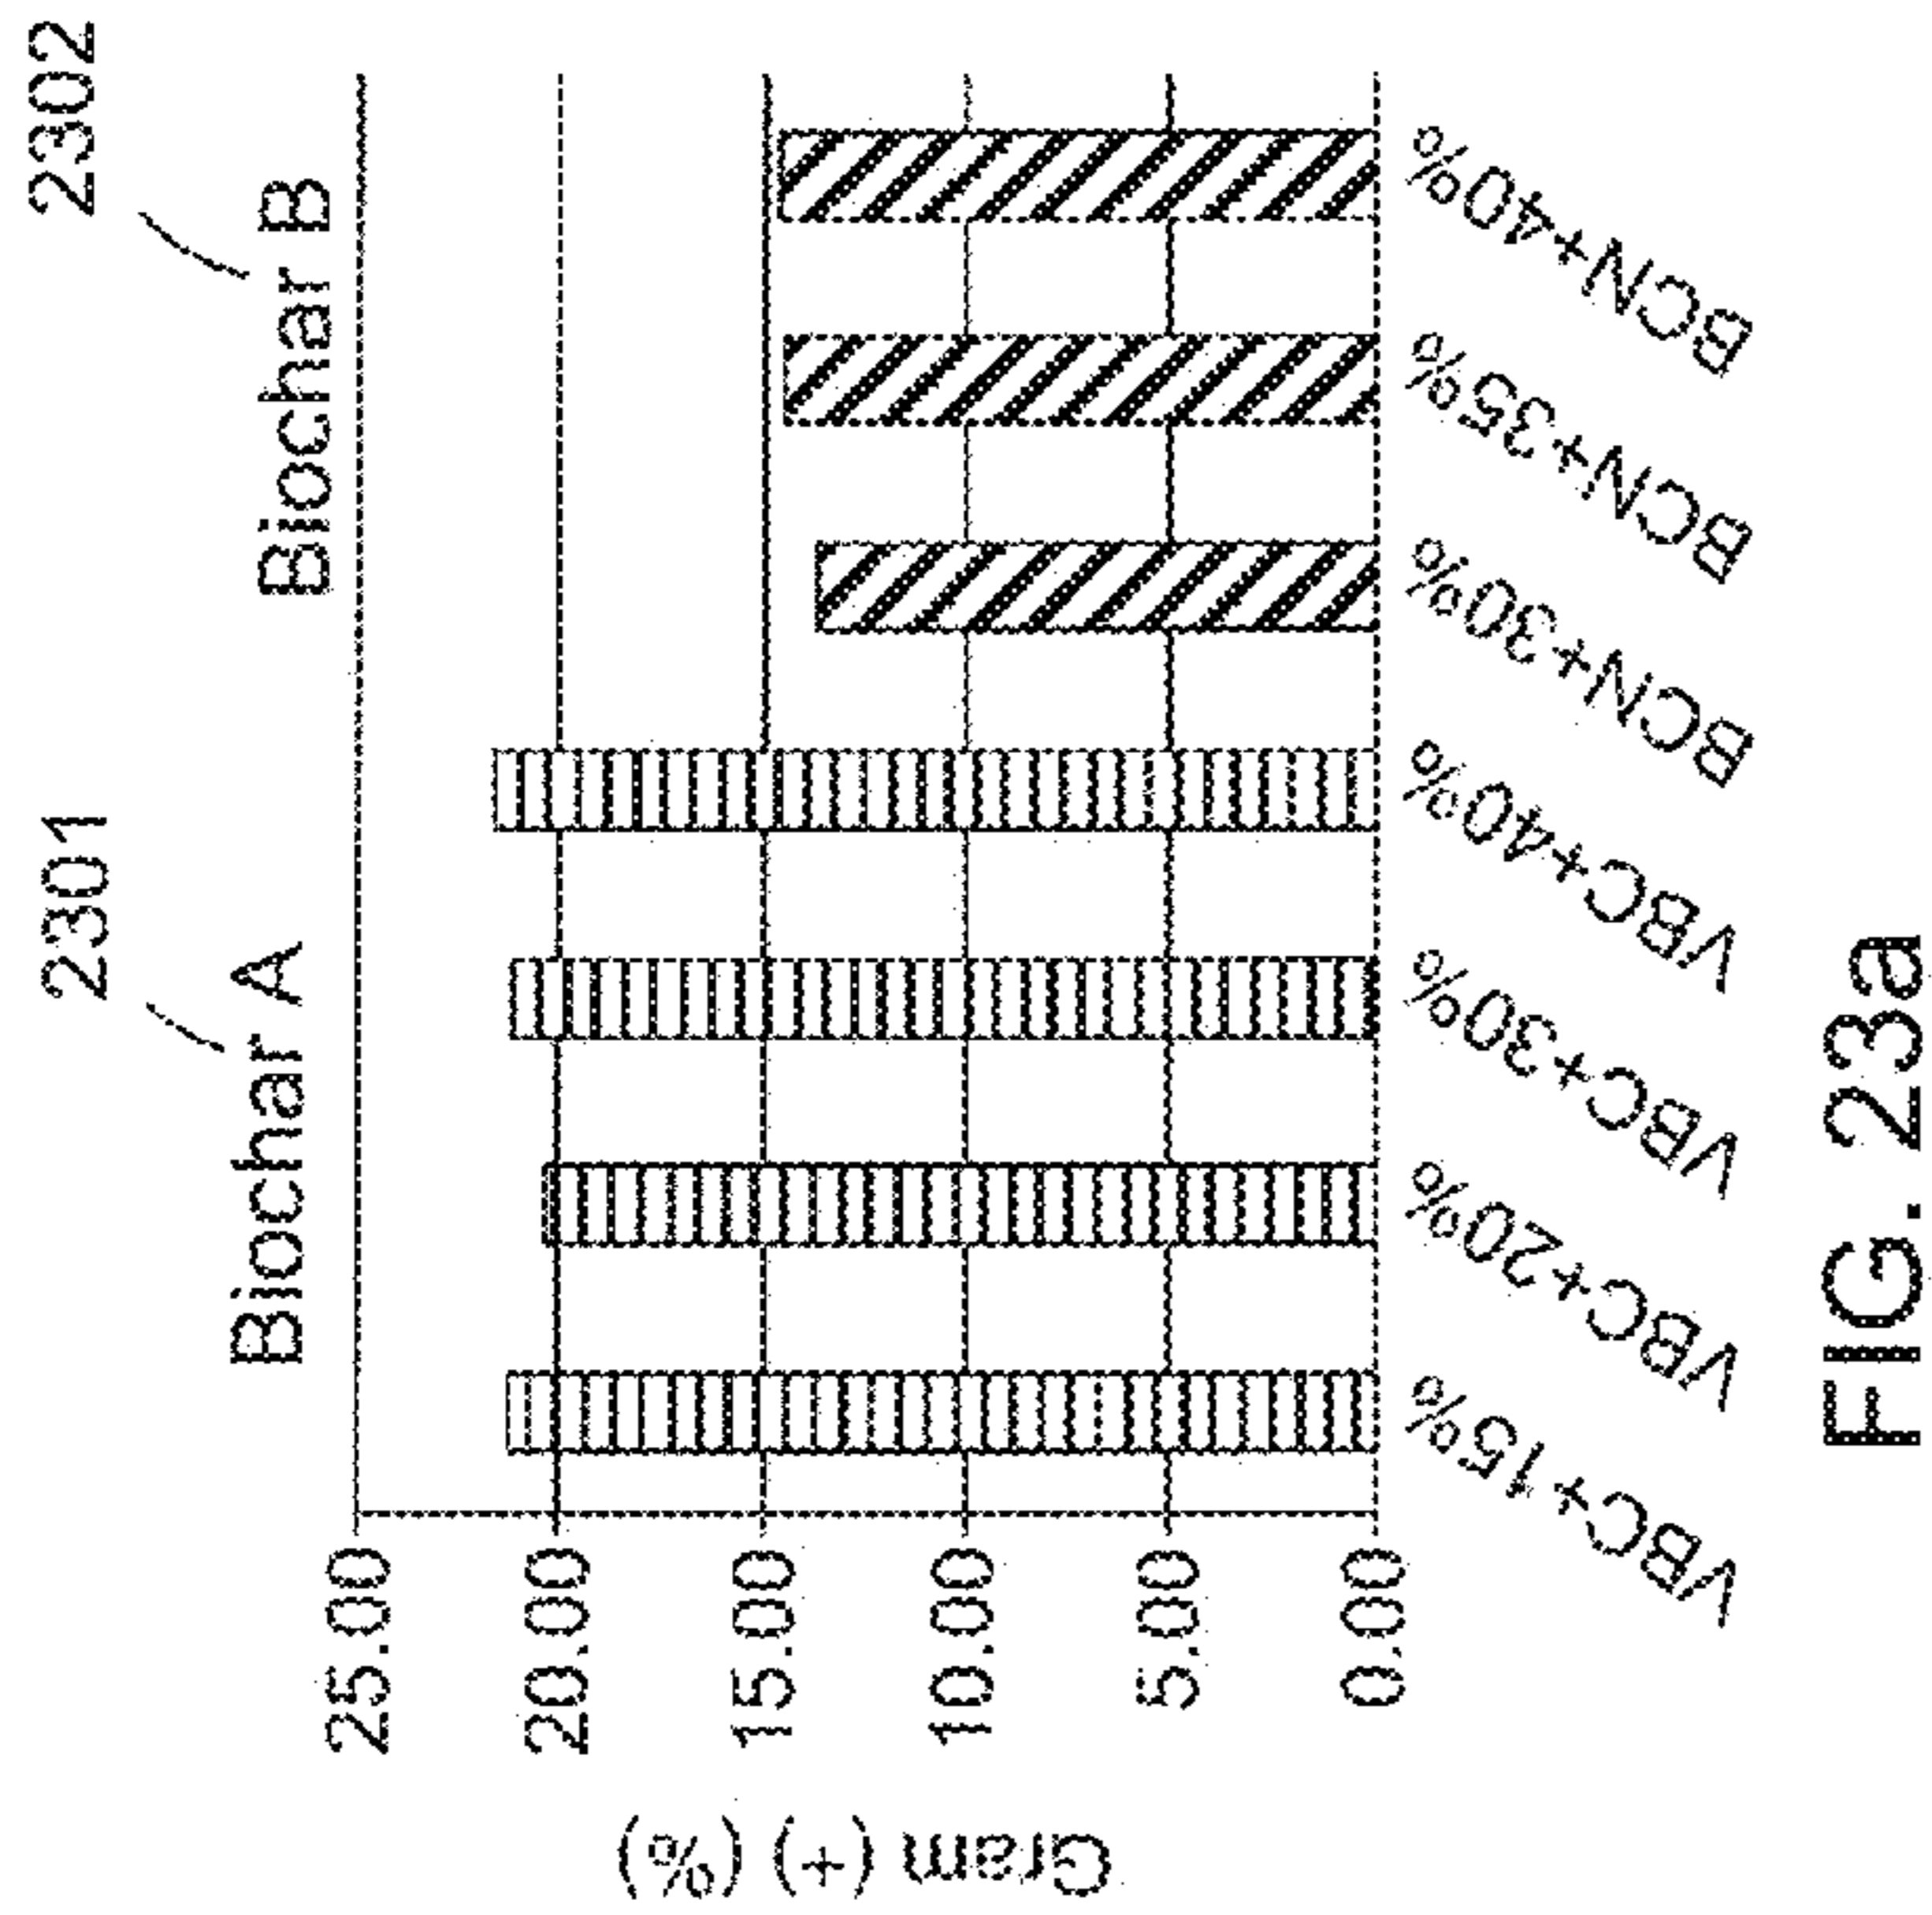 2301
2302
Biochar A
Biochar B
25.00
20.00
15.00
10.00
5.00
0.00
Gram (+) (%)
VBC+15%
VBC+20%
VBC+30%
VBC+40%
BCN+30%
BCN+35%
BCN+40%
FIG. 23a